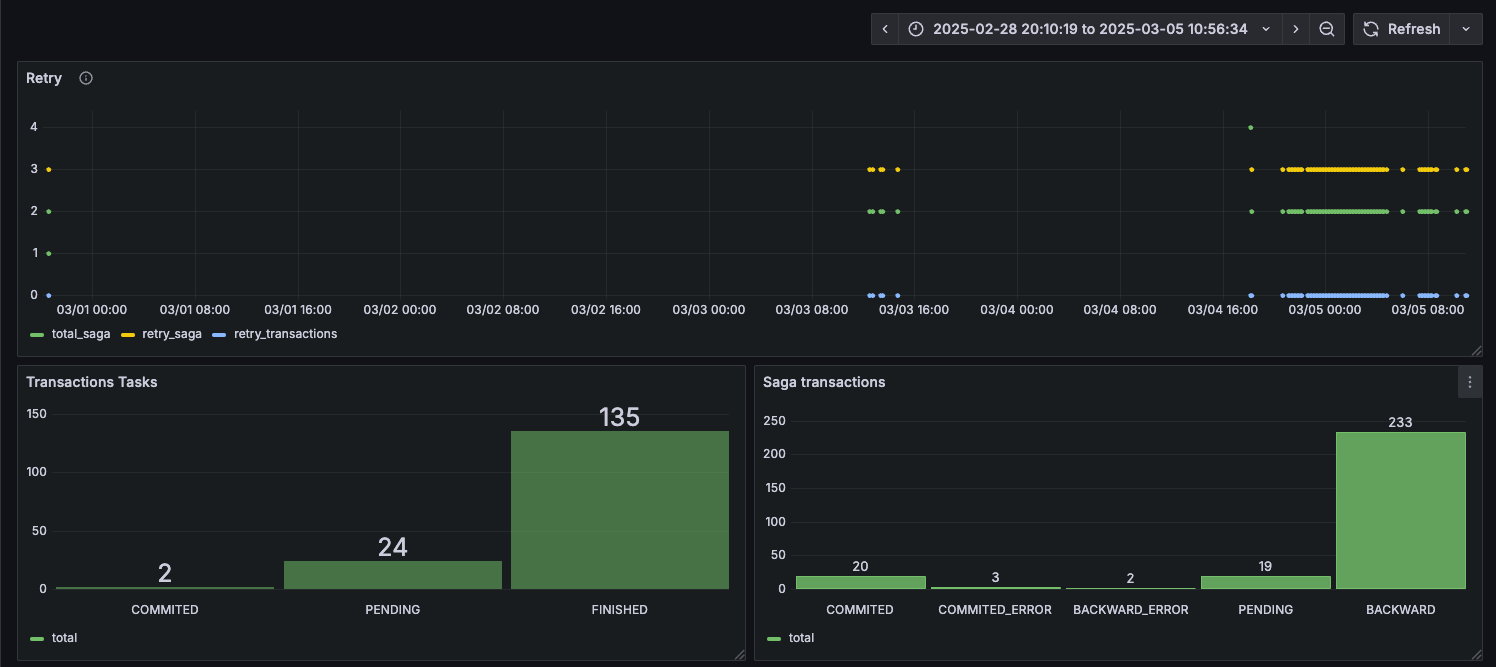 2025-02-28 20:10:19 to 2025-03-05 10:56:34
Refresh
Retry
4
3
2
1
0
03/01 00:00 03/01 08:00 03/01 16:00 03/02 00:00 03/02 08:00 03/02 16:00 03/03 00:00 03/03 08:00 03/03 16:00 03/04 00:00 03/04 08:00 03/04 16:00 03/05 00:00 03/05 08:00
total_saga retry_saga retry_transactions
Transactions Tasks
150
100
50
0
2
24
135
COMMITED PENDING FINISHED
total
Saga transactions
250
200
150
100
50
0
20
3
2
19
233
COMMITED COMMITED_ERROR BACKWARD_ERROR PENDING BACKWARD
total